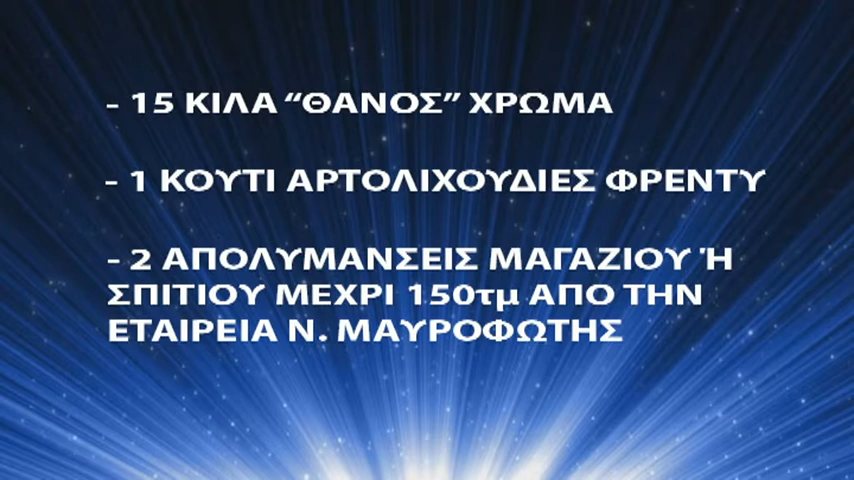 - 15 ΚΙΛΑ “ΘΑΝΟΣ” ΧΡΩΜΑ
- 1 ΚΟΥΤΙ ΑΡΤΟΛΙΧΟΥΔΙΕΣ ΦΡΕΝΤΥ
- 2 ΑΠΟΛΥΜΑΝΣΕΙΣ ΜΑΓΑΖΙΟΥ Ή
ΣΠΙΤΙΟΥ ΜΕΧΡΙ 150τμ ΑΠΟ ΤΗΝ
ΕΤΑΙΡΕΙΑ Ν. ΜΑΥΡΟΦΩΤΗΣ